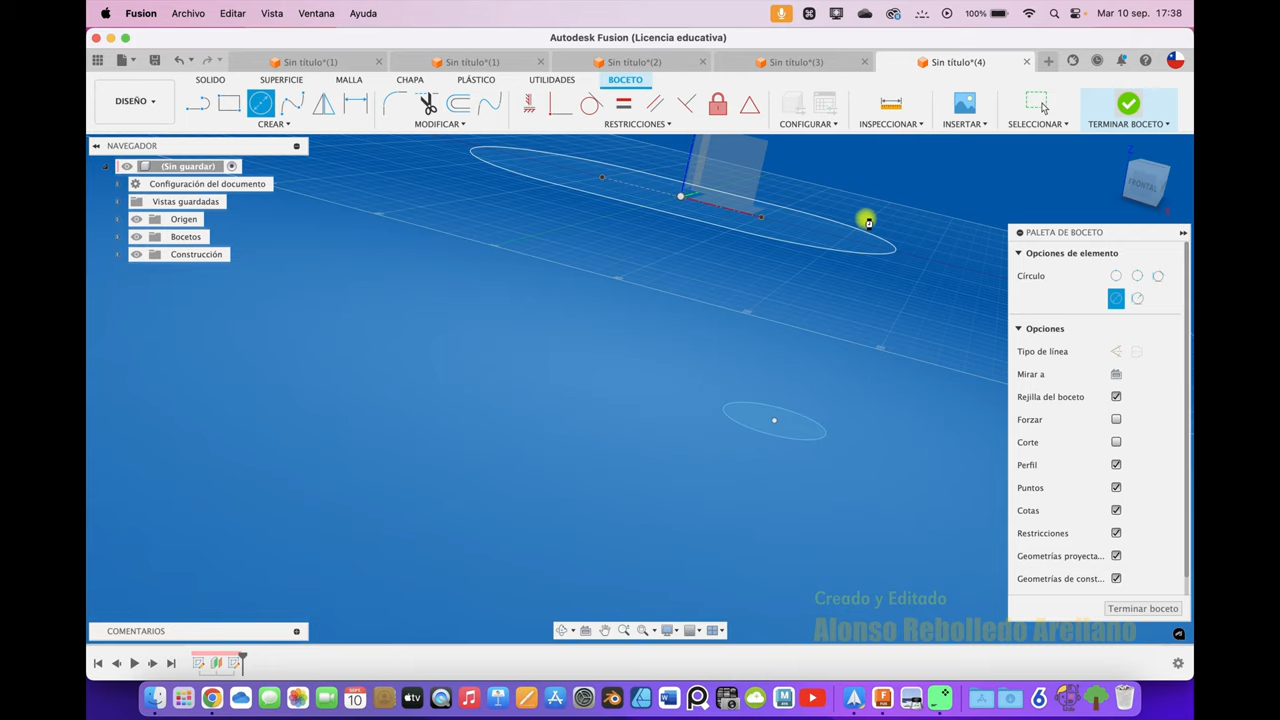 Fusion Archivo Editar Vista Ventana Ayuda 100% Mar 10 sep. 17:38
Autodesk Fusion (Licencia educativa)
Sin título*(1) Sin título*(1) Sin título*(2) Sin título*(3) Sin título*(4)
SÓLIDO SUPERFICIE MALLA CHAPA PLÁSTICO UTILIDADES BOCETO
DISEÑO
CREAR MODIFICAR RESTRICCIONES CONFIGURAR INSPECCIONAR INSERTAR SELECCIONAR TERMINAR BOCETO
NAVEGADOR
(Sin guardar)
Configuración del documento
Vistas guardadas
Origen
Bocetos
Construcción
Z
FRONTAL
X
PALETA DE BOCETO
Opciones de elemento
Círculo
Opciones
Tipo de línea
Mirar a
Rejilla del boceto
Forzar
Corte
Perfil
Puntos
Cotas
Restricciones
Geometrías proyecta...
Geometrías de const...
Terminar boceto
Creado y Editado
Alonso Rebolledo Arellano
COMENTARIOS